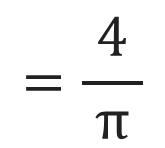 = 4/π